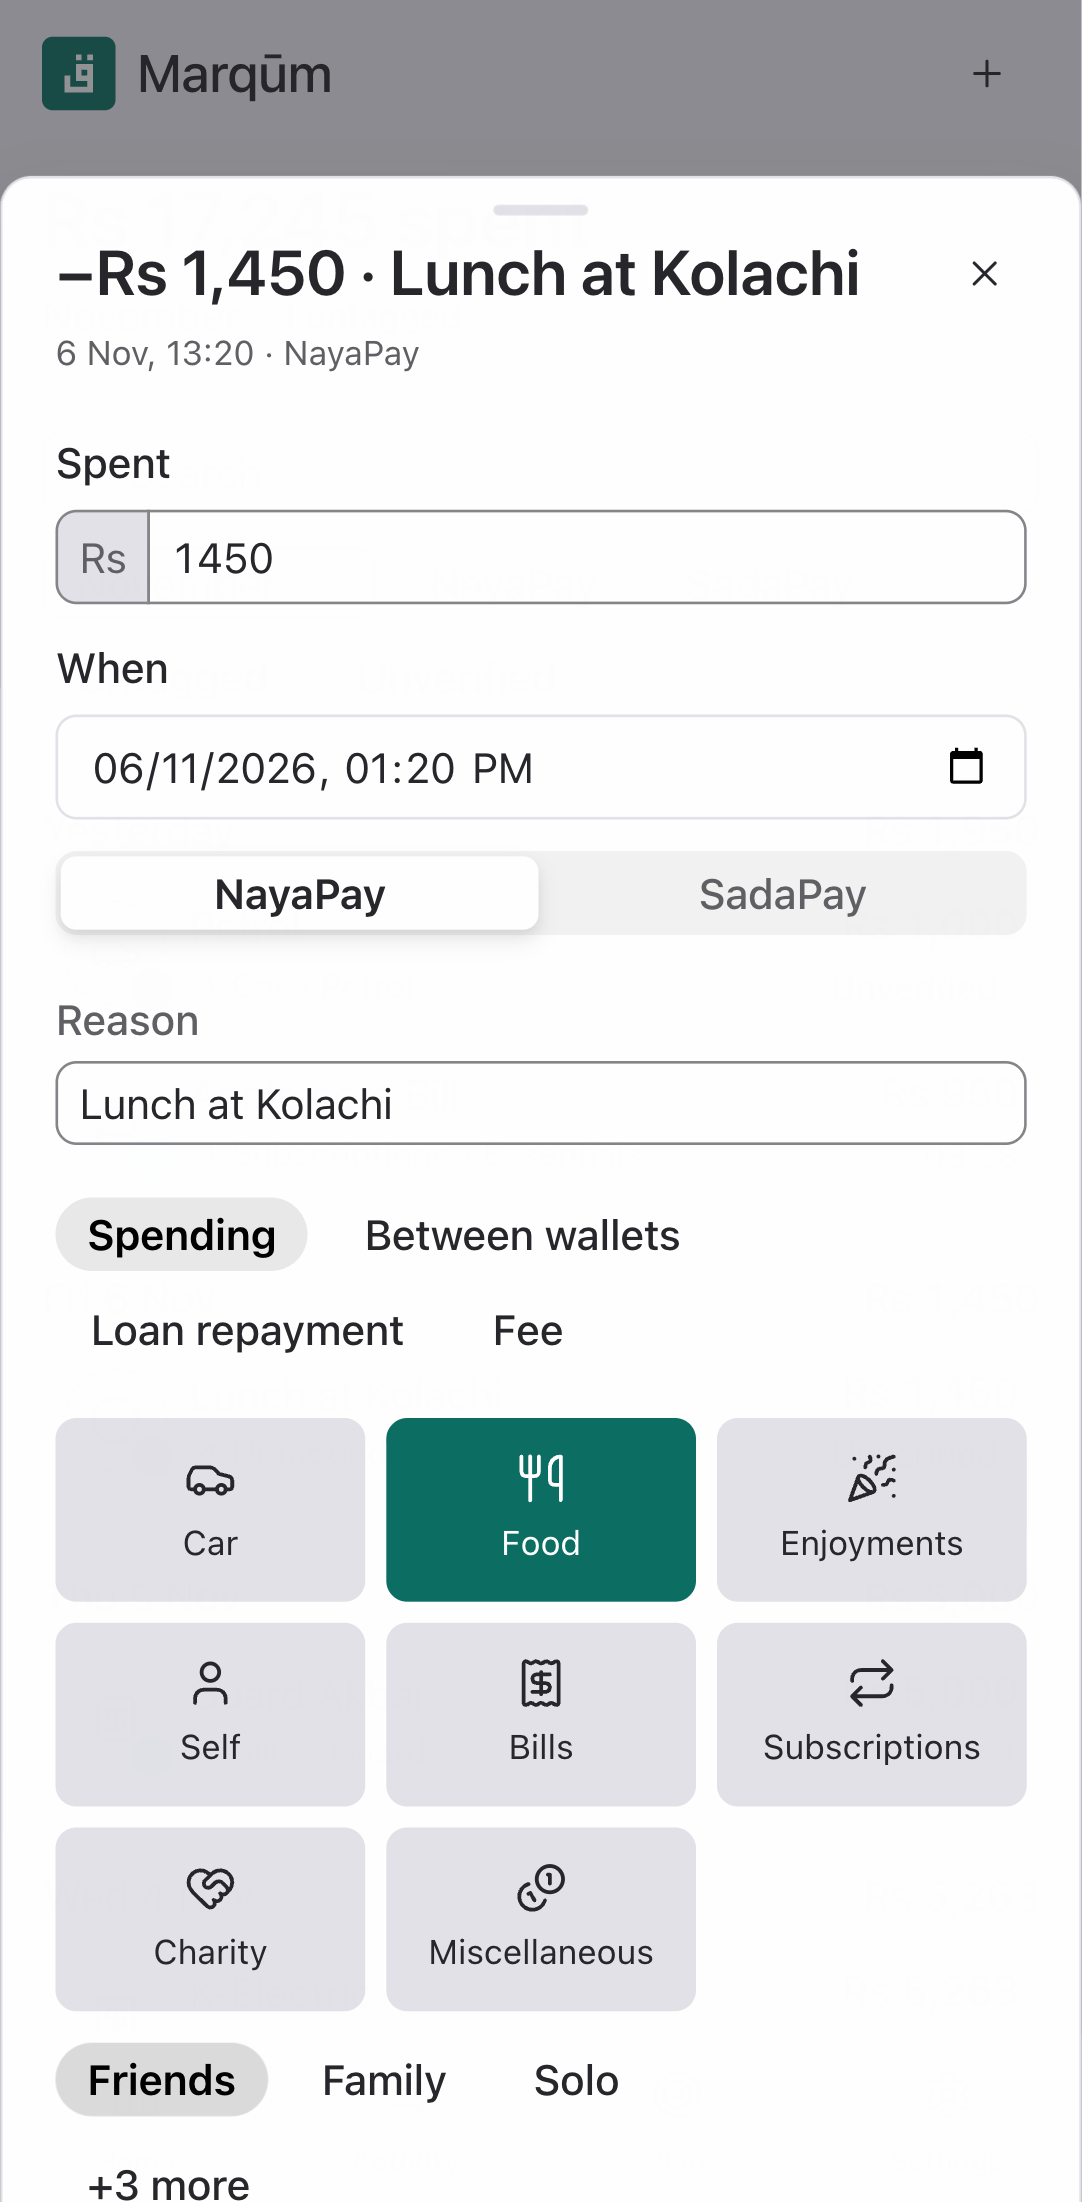 Marqūm
–Rs 1,450 · Lunch at Kolachi
6 Nov, 13:20 · NayaPay
Spent
Rs 1450
When
06/11/2026, 01:20 PM
NayaPay SadaPay
Reason
Lunch at Kolachi
Spending Between wallets
Loan repayment Fee
Car Food Enjoyments
Self Bills Subscriptions
Charity Miscellaneous
Friends Family Solo
+3 more